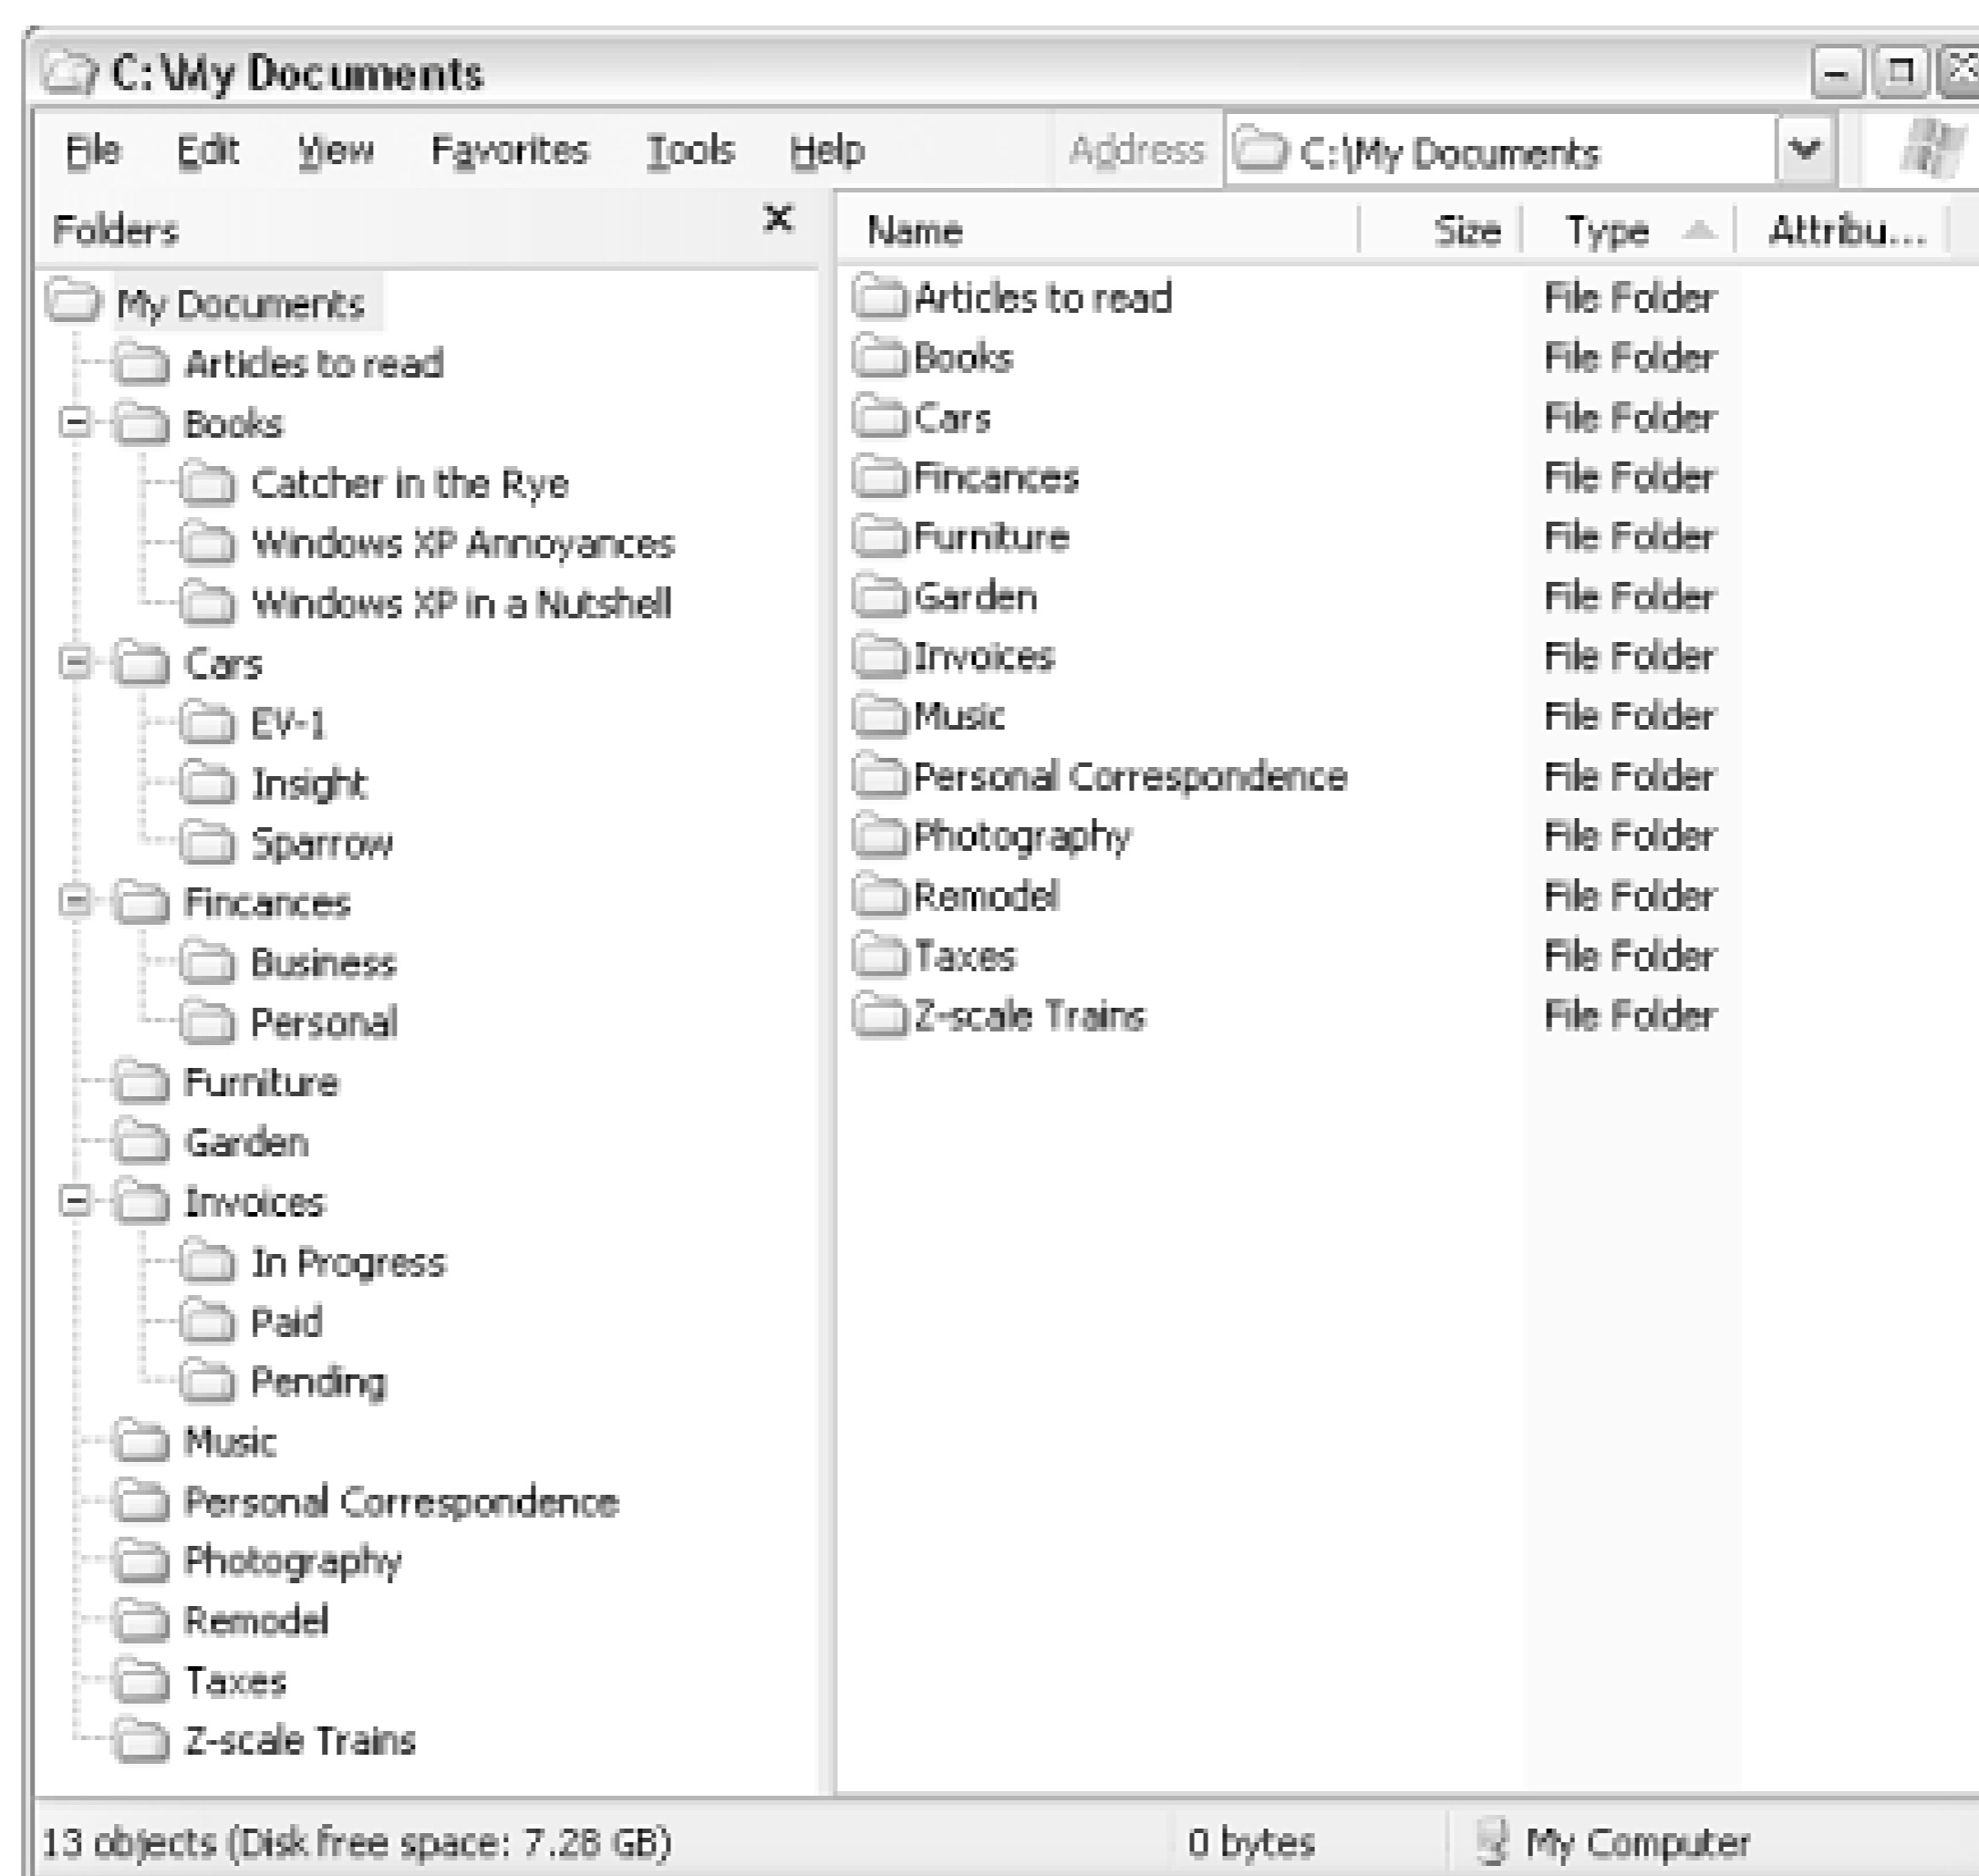 C:\My Documents
File Edit View Favorites Tools Help Address C:\My Documents
Folders
My Documents
Articles to read
Books
Catcher in the Rye
Windows XP Annoyances
Windows XP in a Nutshell
Cars
EV-1
Insight
Sparrow
Fincances
Business
Personal
Furniture
Garden
Invoices
In Progress
Paid
Pending
Music
Personal Correspondence
Photography
Remodel
Taxes
Z-scale Trains
Name Size Type Attribu...
Articles to read File Folder
Books File Folder
Cars File Folder
Fincances File Folder
Furniture File Folder
Garden File Folder
Invoices File Folder
Music File Folder
Personal Correspondence File Folder
Photography File Folder
Remodel File Folder
Taxes File Folder
Z-scale Trains File Folder
13 objects (Disk free space: 7.28 GB) 0 bytes My Computer